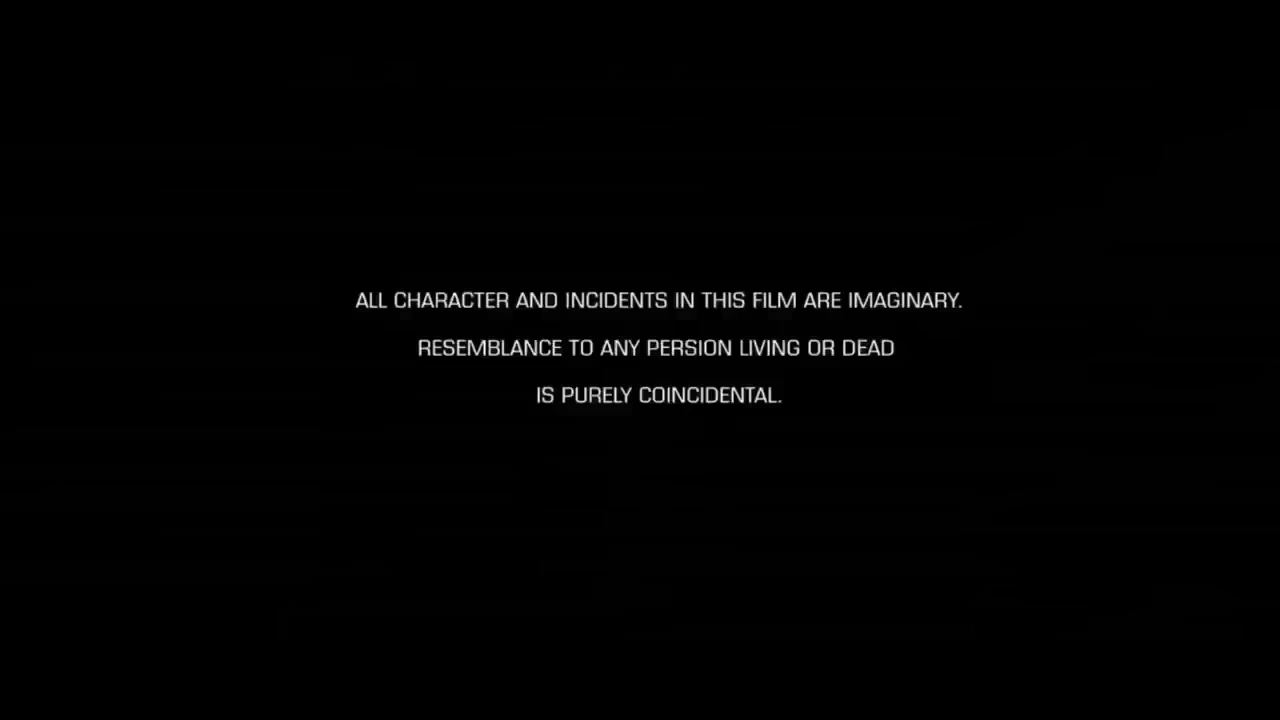 ALL CHARACTER AND INCIDENTS IN THIS FILM ARE IMAGINARY.
RESEMBLANCE TO ANY PERSION LIVING OR DEAD
IS PURELY COINCIDENTAL.